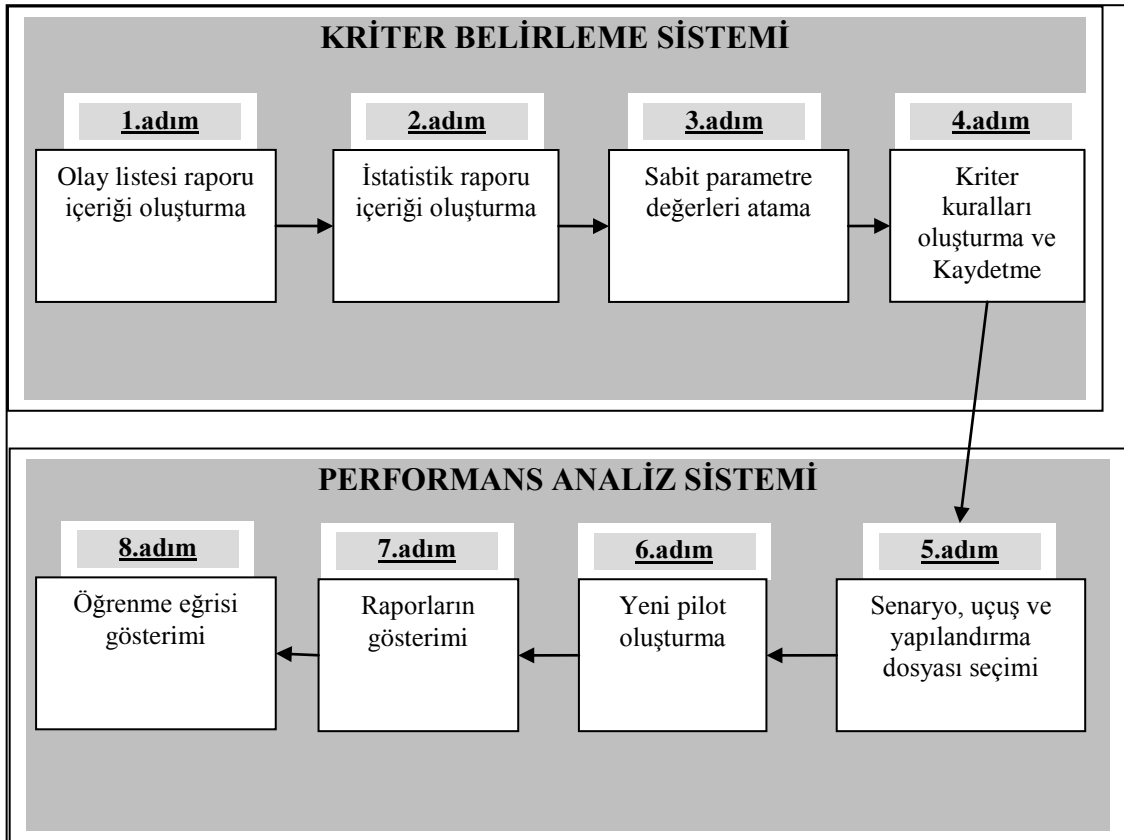 KRİTER BELİRLEME SİSTEMİ
1.adım
Olay listesi raporu
içeriği oluşturma
2.adım
İstatistik raporu
içeriği oluşturma
3.adım
Sabit parametre
değerleri atama
4.adım
Kriter
kuralları
oluşturma ve
Kaydetme
PERFORMANS ANALİZ SİSTEMİ
8.adım
Öğrenme eğrisi
gösterimi
7.adım
Raporların
gösterimi
6.adım
Yeni pilot
oluşturma
5.adım
Senaryo, uçuş ve
yapılandırma
dosyası seçimi